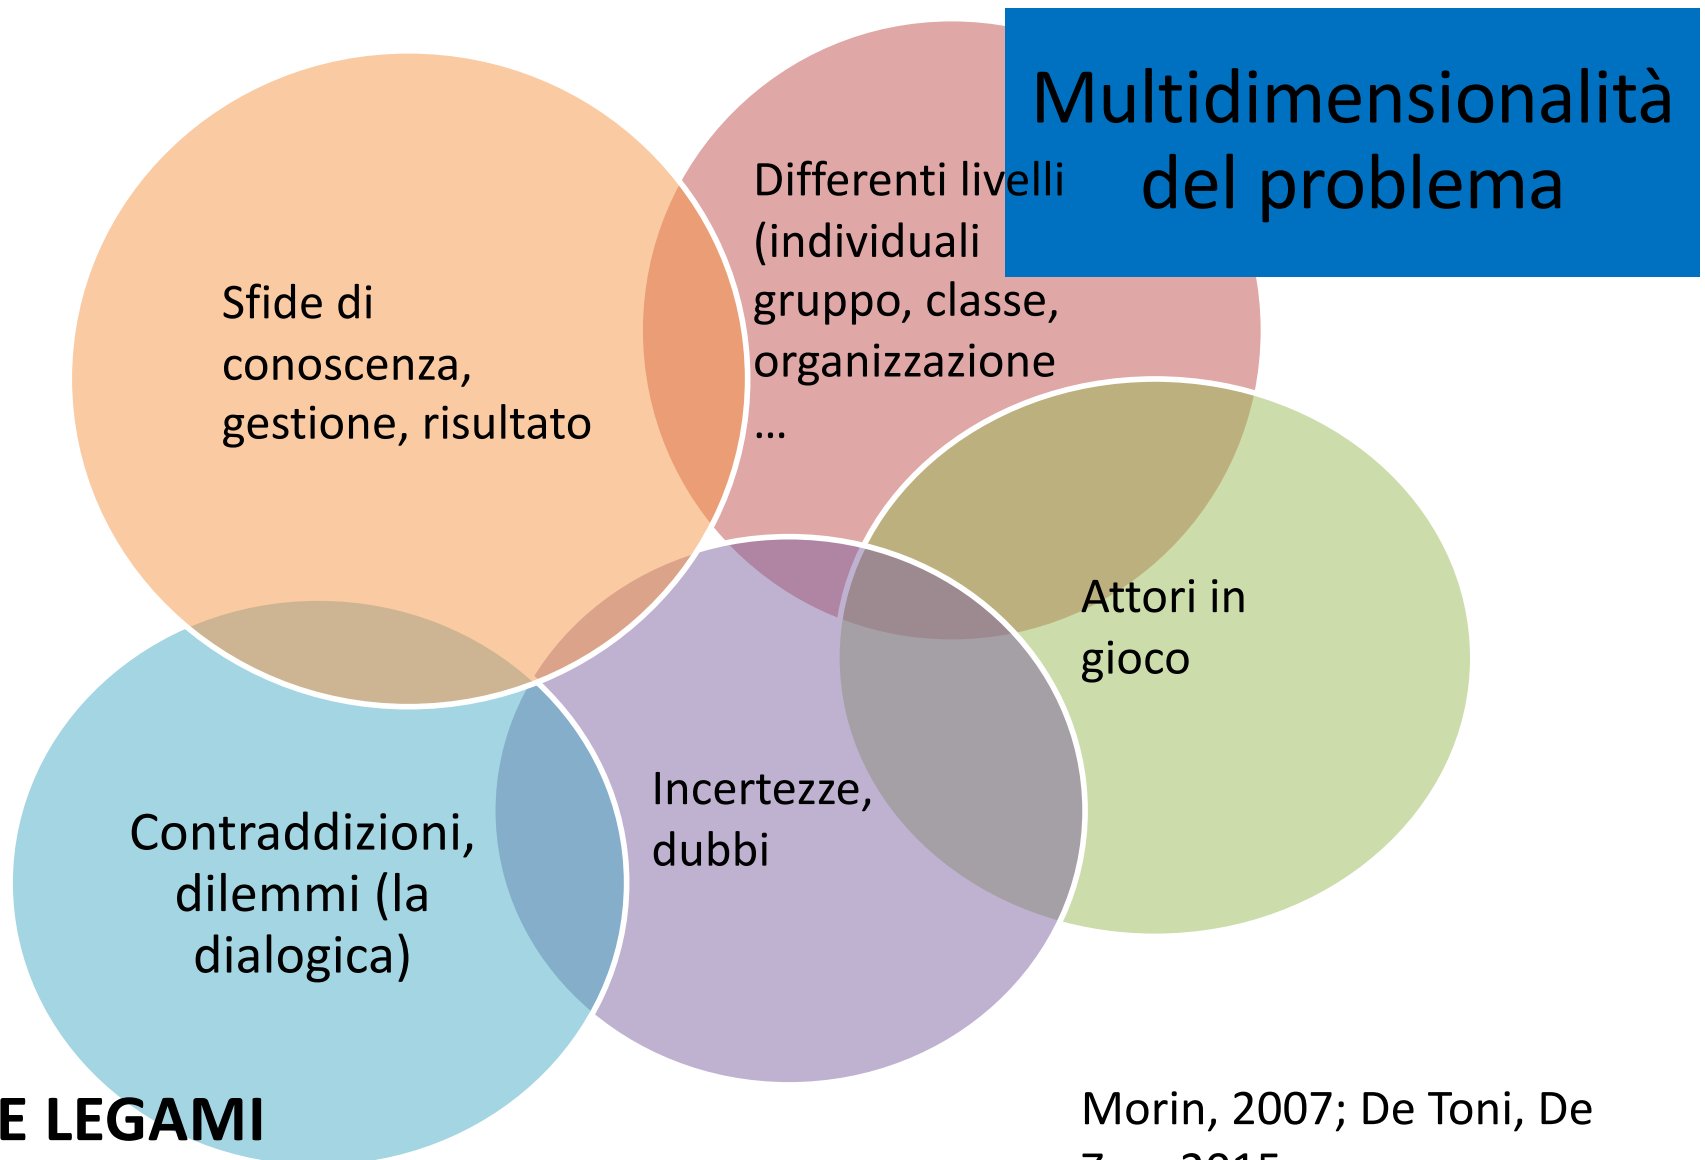 Multidimensionalità
del problema
Differenti livelli
(individuali
gruppo, classe,
organizzazione
…
Sfide di
conoscenza,
gestione, risultato
Attori in
gioco
Incertezze,
dubbi
Contraddizioni,
dilemmi (la
dialogica)
E LEGAMI
Morin, 2007; De Toni, De